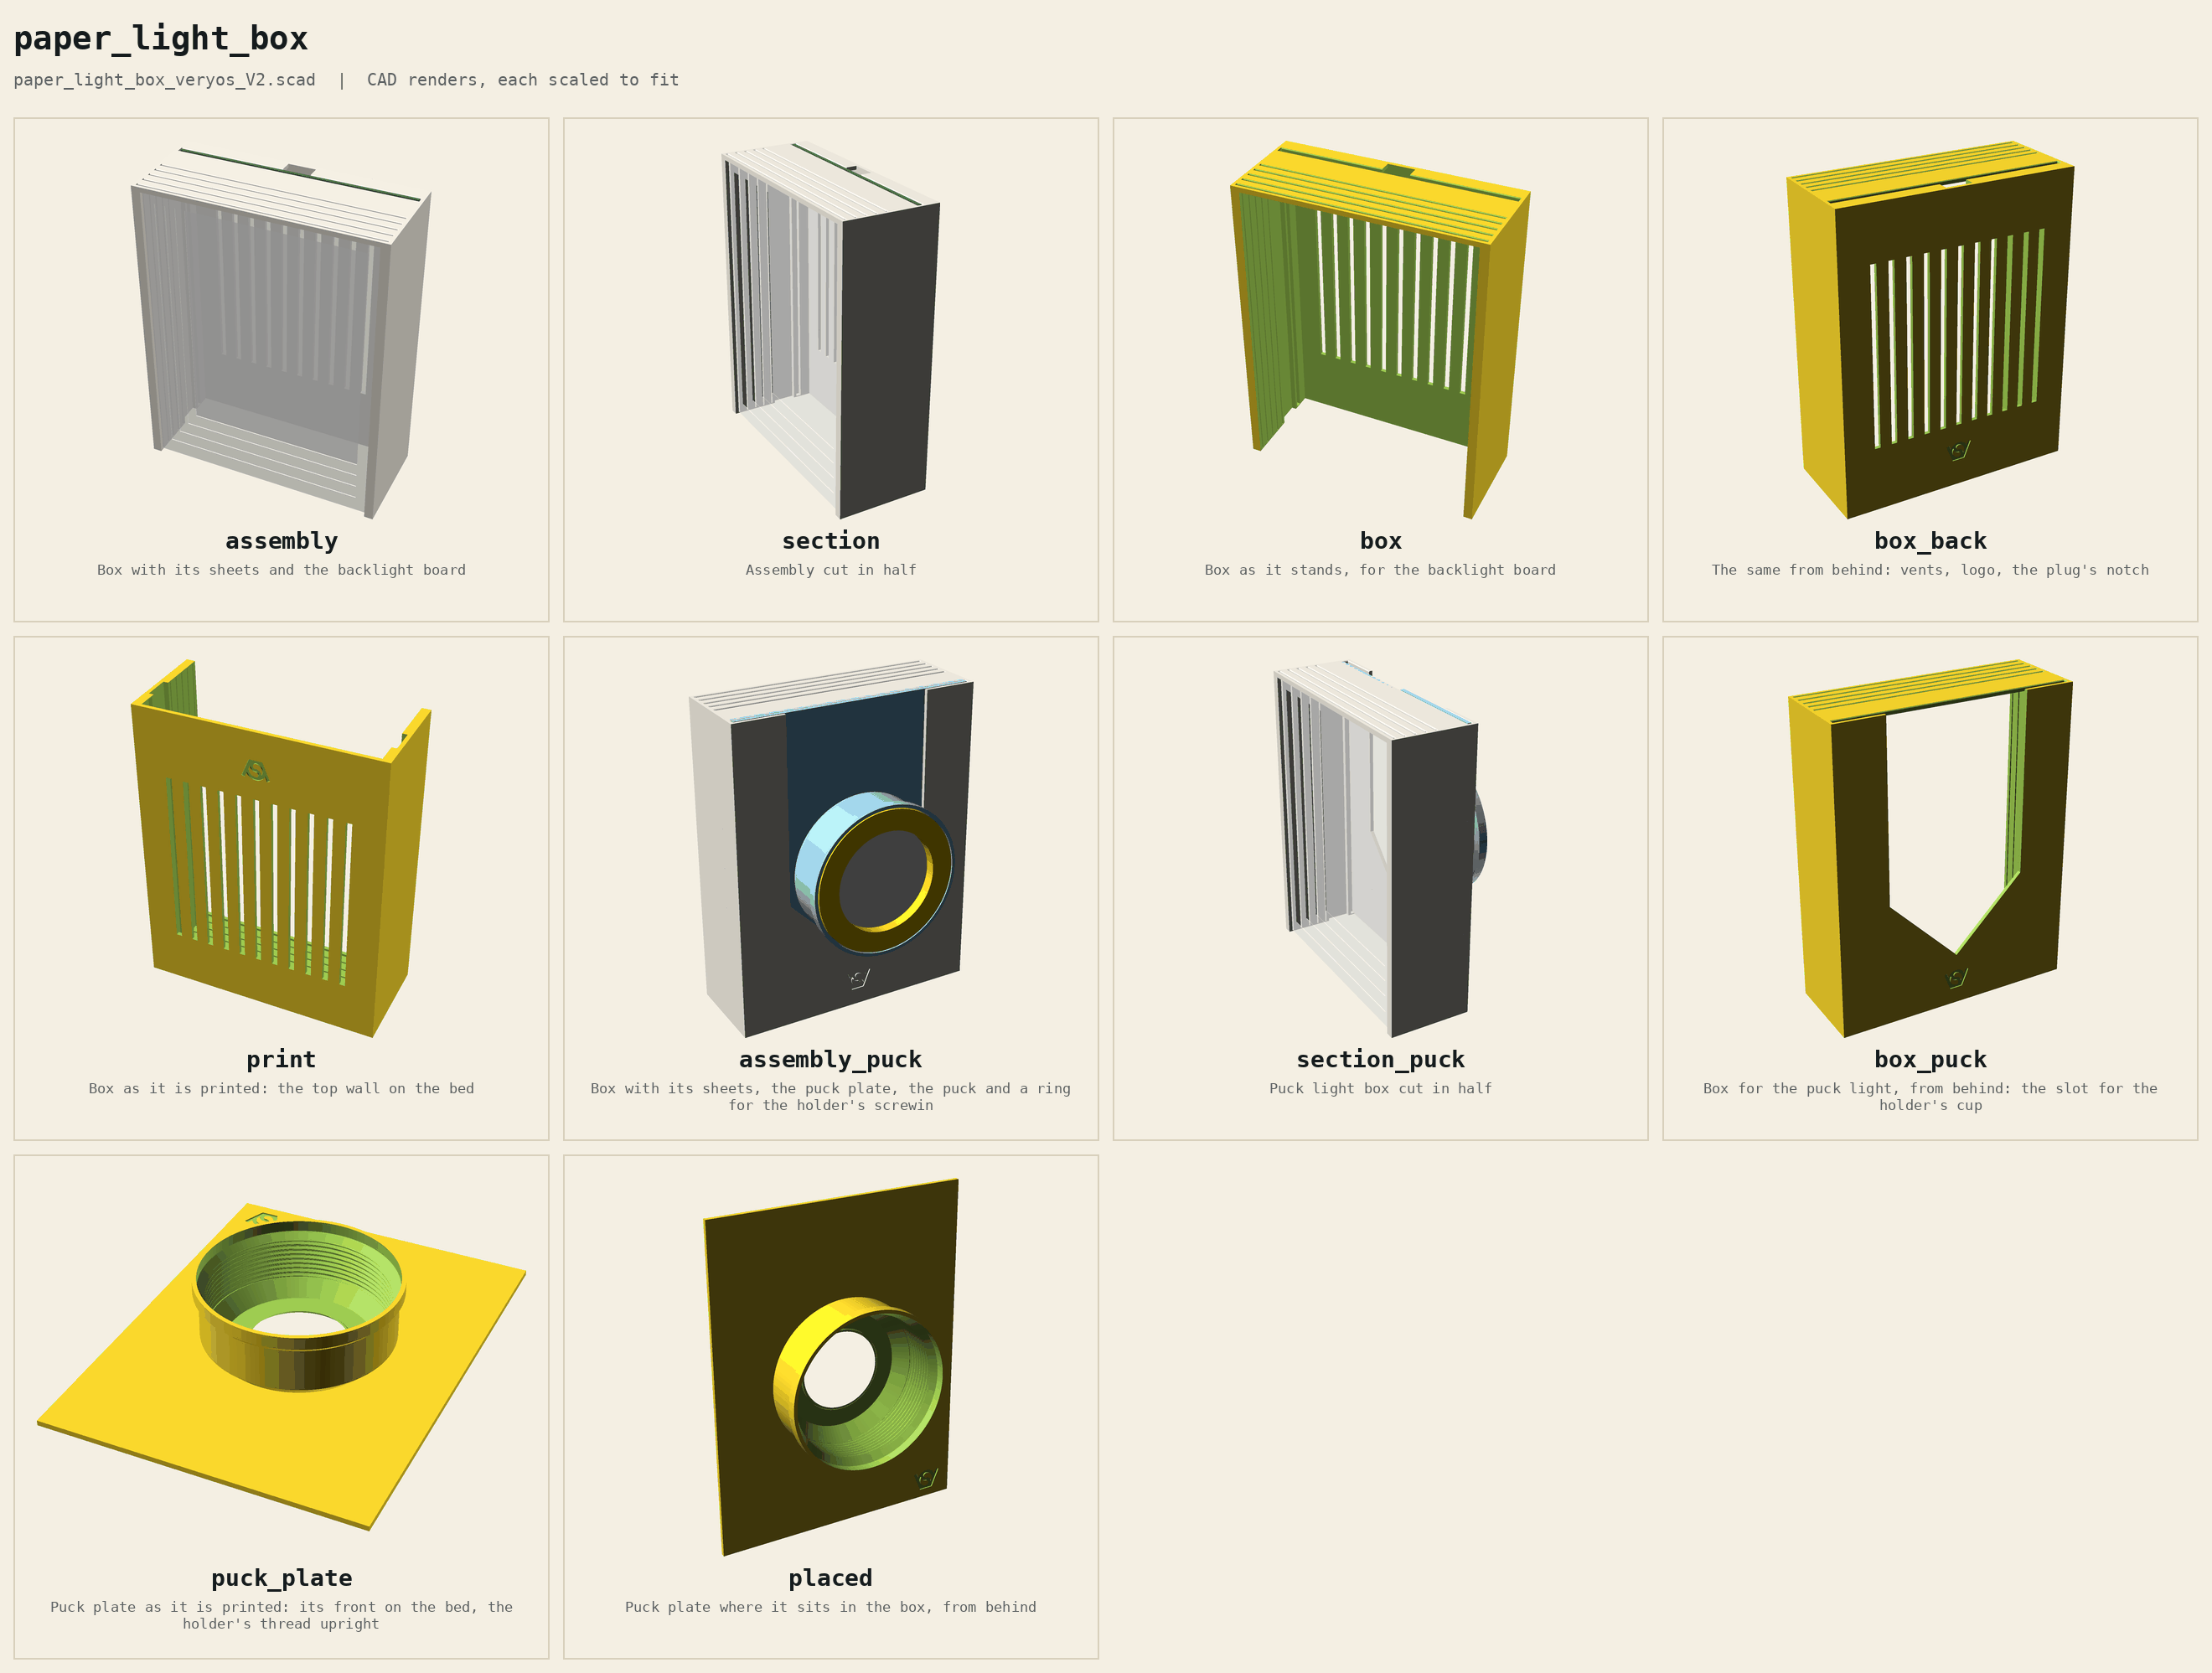 paper_light_box
paper_light_box_veryos_V2.scad | CAD renders, each scaled to fit
assembly
Box with its sheets and the backlight board
section
Assembly cut in half
box
Box as it stands, for the backlight board
box_back
The same from behind: vents, logo, the plug's notch
print
Box as it is printed: the top wall on the bed
assembly_puck
Box with its sheets, the puck plate, the puck and a ring
for the holder's screwin
section_puck
Puck light box cut in half
box_puck
Box for the puck light, from behind: the slot for the
holder's cup
puck_plate
Puck plate as it is printed: its front on the bed, the
holder's thread upright
placed
Puck plate where it sits in the box, from behind